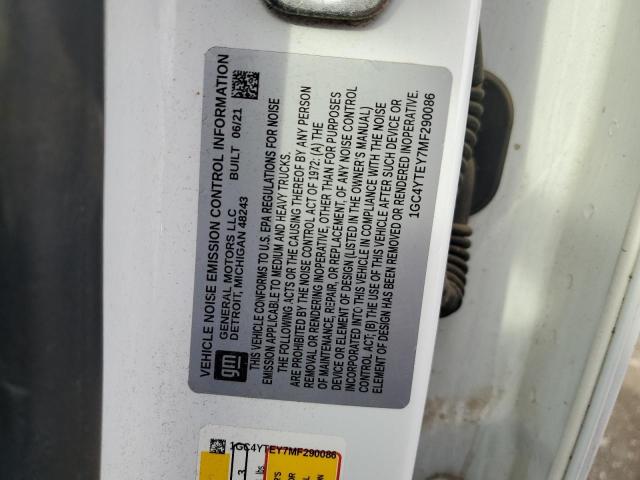 VEHICLE NOISE EMISSION CONTROL INFORMATION
gm
GENERAL MOTORS LLC
DETROIT, MICHIGAN 48243
BUILT 06/21
THIS VEHICLE CONFORMS TO U.S. EPA REGULATIONS FOR NOISE
EMISSION APPLICABLE TO MEDIUM AND HEAVY TRUCKS.
THE FOLLOWING ACTS OR THE CAUSING THEREOF BY ANY PERSON
ARE PROHIBITED BY THE NOISE CONTROL ACT OF 1972: (A) THE
REMOVAL OR RENDERING INOPERATIVE, OTHER THAN FOR PURPOSES
OF MAINTENANCE, REPAIR, OR REPLACEMENT, OF ANY NOISE CONTROL
DEVICE OR ELEMENT OF DESIGN (LISTED IN THE OWNER'S MANUAL)
INCORPORATED INTO THIS VEHICLE IN COMPLIANCE WITH THE NOISE
CONTROL ACT; (B) THE USE OF THIS VEHICLE AFTER SUCH DEVICE OR
ELEMENT OF DESIGN HAS BEEN REMOVED OR RENDERED INOPERATIVE.
1GC4YTEY7MF290086
1GC4YTEY7MF290086
3
lbs
OR